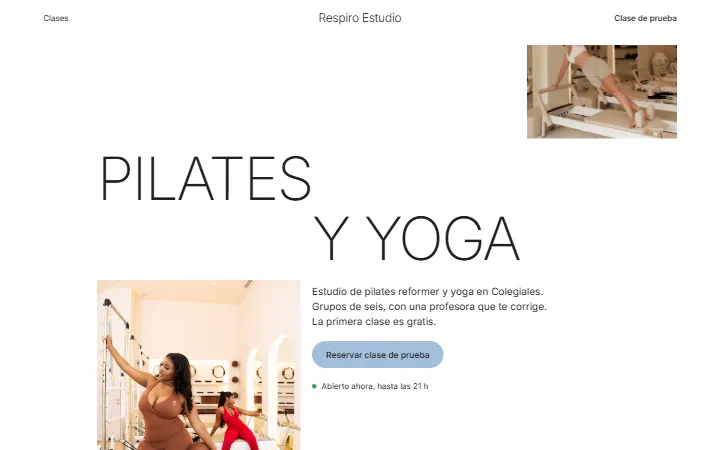 Clases
Respiro Estudio
Clase de prueba
PILATES
Y YOGA
Estudio de pilates reformer y yoga en Colegiales.
Grupos de seis, con una profesora que te corrige.
La primera clase es gratis.
Reservar clase de prueba
Abierto ahora, hasta las 21 h